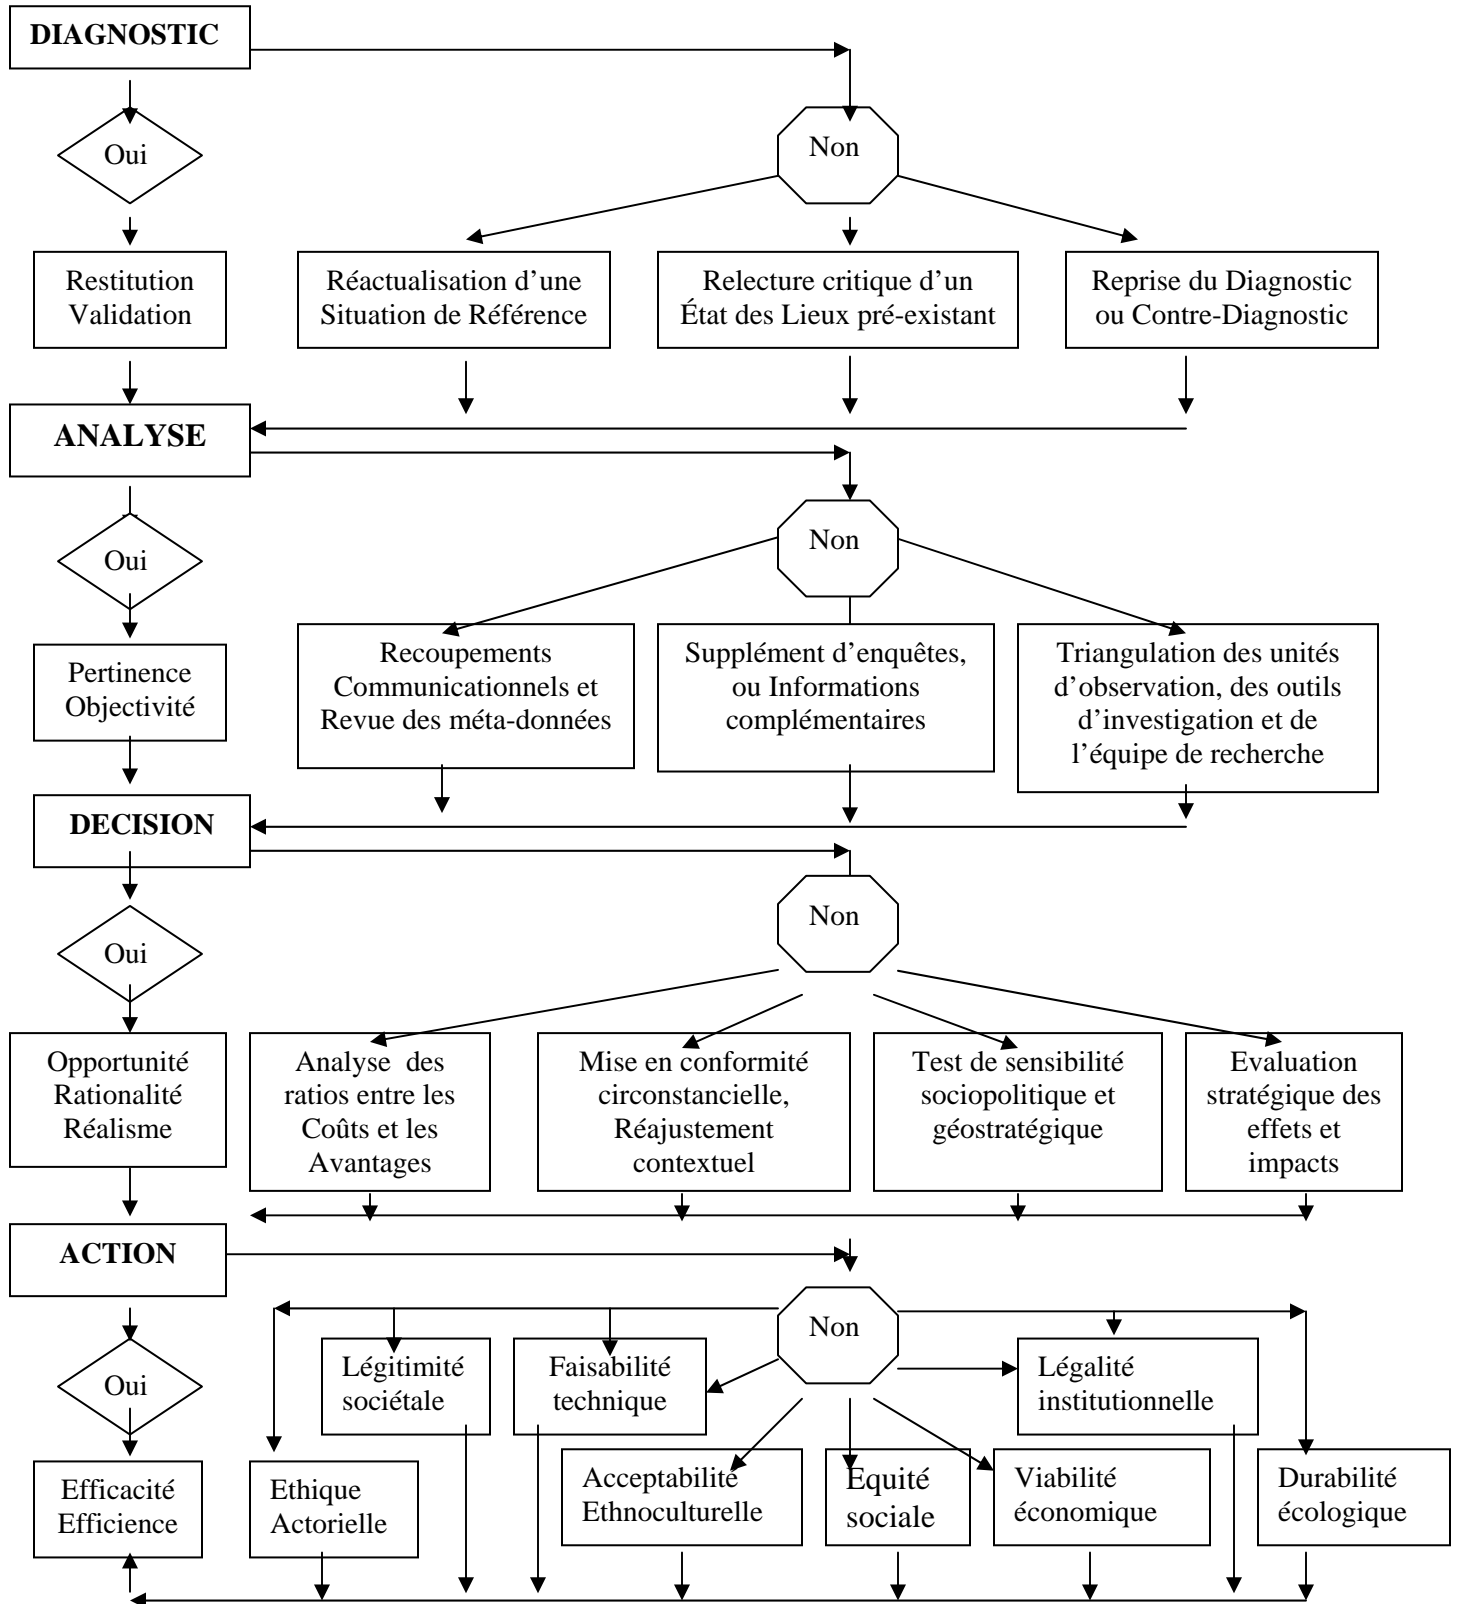 DIAGNOSTIC
Oui
Non
Restitution
Validation
Réactualisation d’une
Situation de Référence
Relecture critique d’un
État des Lieux pré-existant
Reprise du Diagnostic
ou Contre-Diagnostic
ANALYSE
Oui
Non
Pertinence
Objectivité
Recoupements
Communicationnels et
Revue des méta-données
Supplément d’enquêtes,
ou Informations
complémentaires
Triangulation des unités
d’observation, des outils
d’investigation et de
l’équipe de recherche
DECISION
Oui
Non
Opportunité
Rationalité
Réalisme
Analyse des
ratios entre les
Coûts et les
Avantages
Mise en conformité
circonstancielle,
Réajustement
contextuel
Test de sensibilité
sociopolitique et
géostratégique
Evaluation
stratégique des
effets et
impacts
ACTION
Oui
Non
Légitimité
sociétale
Faisabilité
technique
Légalité
institutionnelle
Efficacité
Efficience
Ethique
Actorielle
Acceptabilité
Ethnoculturelle
Equité
sociale
Viabilité
économique
Durabilité
écologique